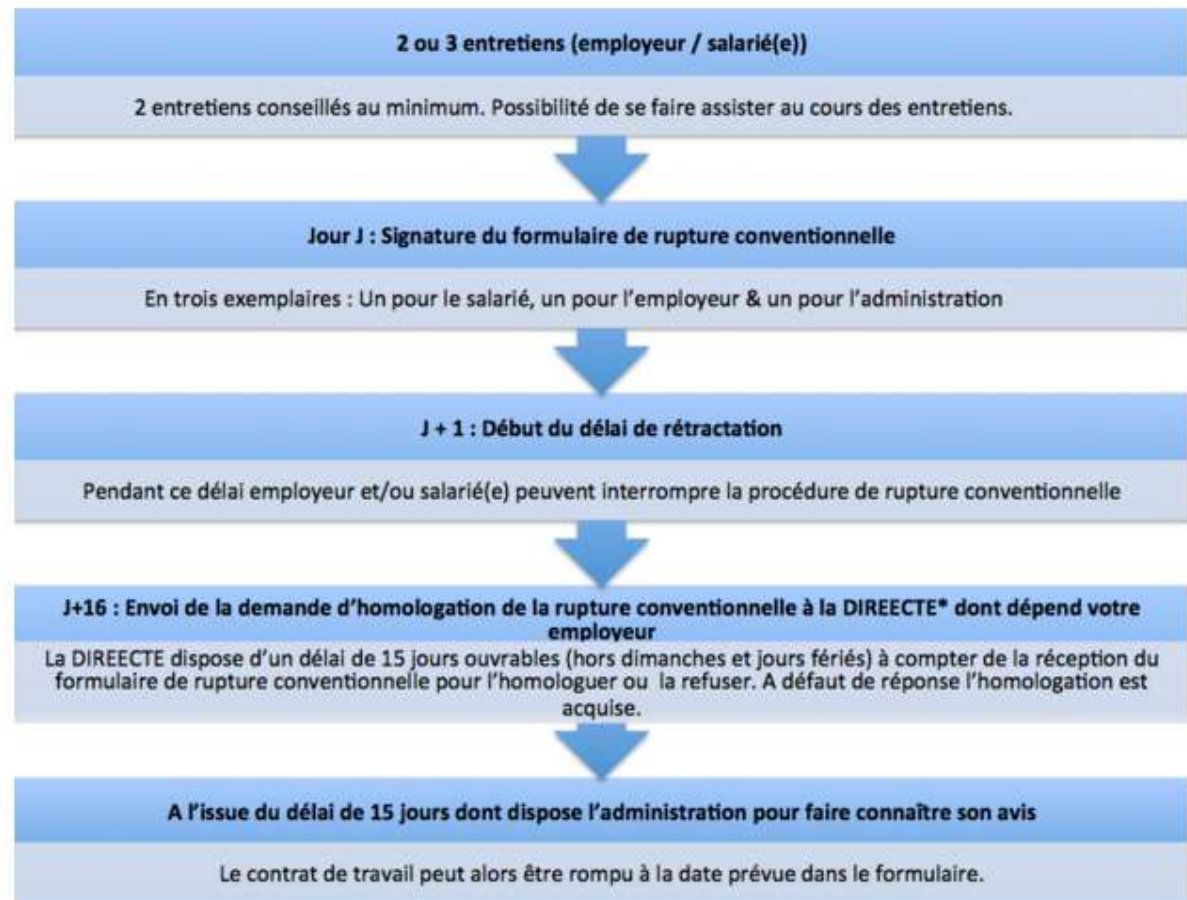 2 ou 3 entretiens (employeur / salarié(e))
2 entretiens conseillés au minimum. Possibilité de se faire assister au cours des entretiens.
Jour J : Signature du formulaire de rupture conventionnelle
En trois exemplaires : Un pour le salarié, un pour l'employeur & un pour l'administration
J + 1 : Début du délai de rétractation
Pendant ce délai employeur et/ou salarié(e) peuvent interrompre la procédure de rupture conventionnelle
J+16 : Envoi de la demande d'homologation de la rupture conventionnelle à la DIREECTE* dont dépend votre
employeur
La DIREECTE dispose d'un délai de 15 jours ouvrables (hors dimanches et jours fériés) à compter de la réception du
formulaire de rupture conventionnelle pour l'homologuer ou la refuser. A défaut de réponse l'homologation est
acquise.
A l'issue du délai de 15 jours dont dispose l'administration pour faire connaître son avis
Le contrat de travail peut alors être rompu à la date prévue dans le formulaire.